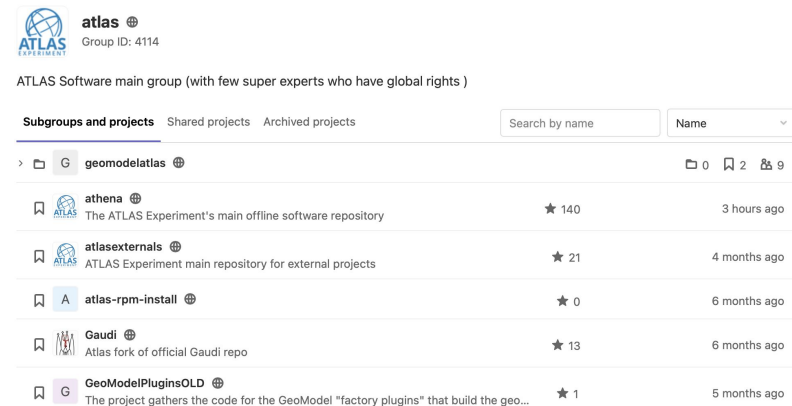 ATLAS
EXPERIMENT
atlas
Group ID: 4114
ATLAS Software main group (with few super experts who have global rights )
Subgroups and projects Shared projects Archived projects Search by name Name
G geomodelatlas 0 2 9
athena
ATLAS
EXPERIMENT
The ATLAS Experiment's main offline software repository 140 3 hours ago
atlasexternals
ATLAS
EXPERIMENT
ATLAS Experiment main repository for external projects 21 4 months ago
A atlas-rpm-install 0 6 months ago
Gaudi
Atlas fork of official Gaudi repo 13 6 months ago
G GeoModelPluginsOLD
The project gathers the code for the GeoModel "factory plugins" that build the geo... 1 5 months ago